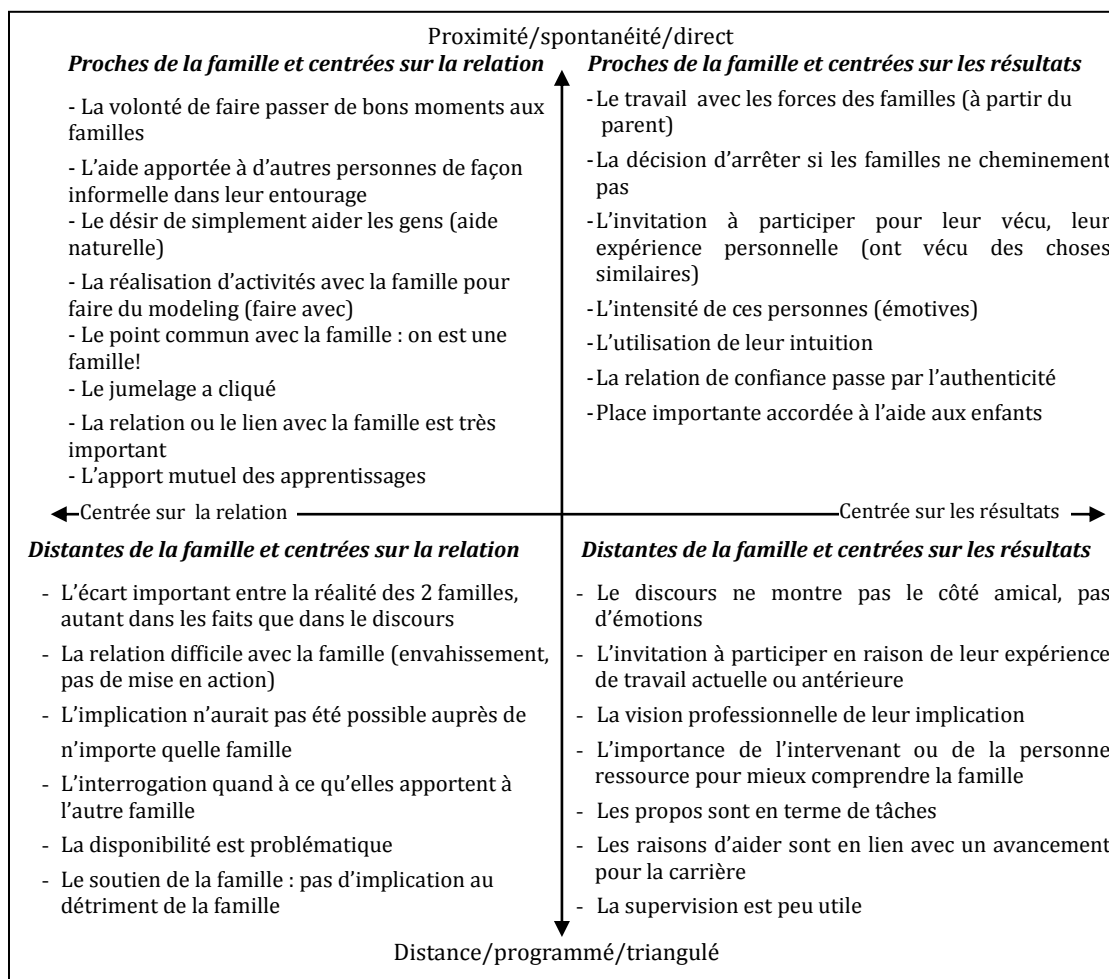 Proximité/spontanéité/direct
Proches de la famille et centrées sur la relation
- La volonté de faire passer de bons moments aux
familles
- L'aide apportée à d'autres personnes de façon
informelle dans leur entourage
- Le désir de simplement aider les gens (aide
naturelle)
- La réalisation d'activités avec la famille pour
faire du modeling (faire avec)
- Le point commun avec la famille : on est une
famille!
- Le jumelage a cliqué
- La relation ou le lien avec la famille est très
important
- L'apport mutuel des apprentissages
Proches de la famille et centrées sur les résultats
-Le travail avec les forces des familles (à partir du
parent)
-La décision d'arrêter si les familles ne cheminement
pas
-L'invitation à participer pour leur vécu, leur
expérience personnelle (ont vécu des choses
similaires)
-L'intensité de ces personnes (émotives)
-L'utilisation de leur intuition
-La relation de confiance passe par l'authenticité
-Place importante accordée à l'aide aux enfants
Centrée sur la relation
Centrée sur les résultats
Distantes de la famille et centrées sur la relation
- L'écart important entre la réalité des 2 familles,
autant dans les faits que dans le discours
- La relation difficile avec la famille (envahissement,
pas de mise en action)
- L'implication n'aurait pas été possible auprès de
n'importe quelle famille
- L'interrogation quand à ce qu'elles apportent à
l'autre famille
- La disponibilité est problématique
- Le soutien de la famille : pas d'implication au
détriment de la famille
Distantes de la famille et centrées sur les résultats
- Le discours ne montre pas le côté amical, pas
d'émotions
- L'invitation à participer en raison de leur expérience
de travail actuelle ou antérieure
- La vision professionnelle de leur implication
- L'importance de l'intervenant ou de la personne
ressource pour mieux comprendre la famille
- Les propos sont en terme de tâches
- Les raisons d'aider sont en lien avec un avancement
pour la carrière
- La supervision est peu utile
Distance/programmé/triangulé